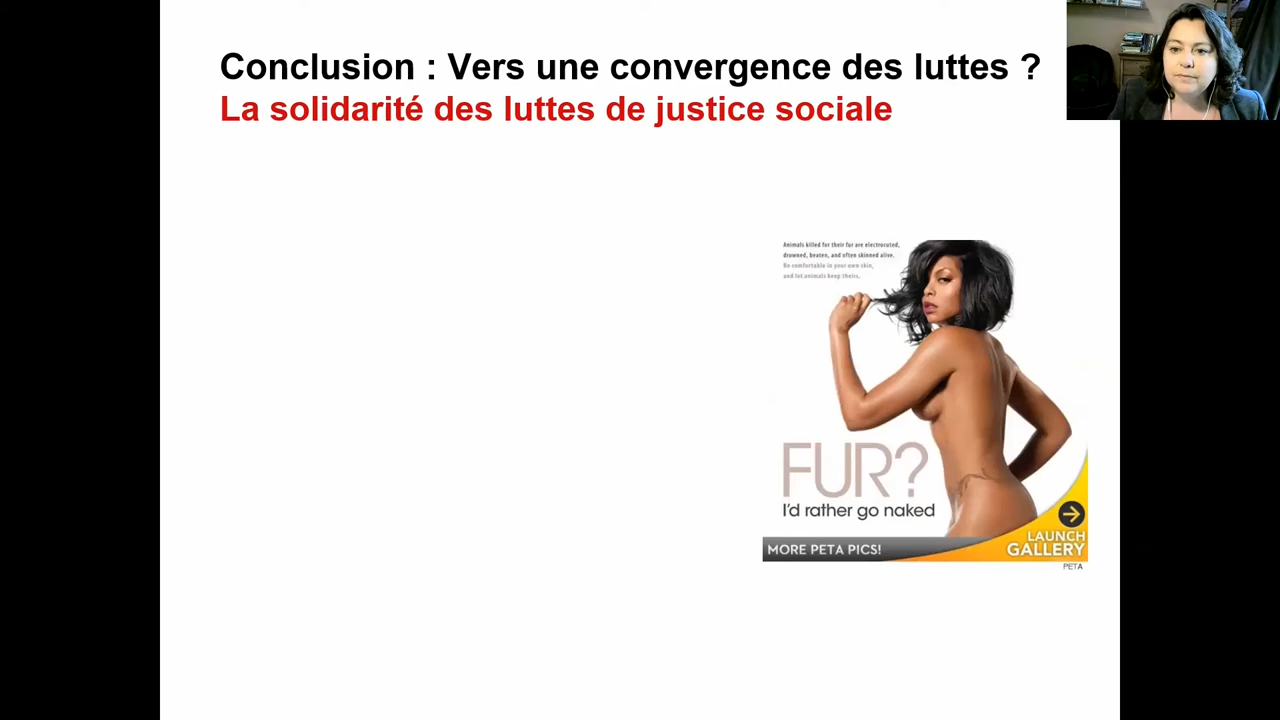 Conclusion : Vers une convergence des luttes ?
La solidarité des luttes de justice sociale
Animals killed for their fur are electrocuted,
drowned, beaten, and often skinned alive.
Be comfortable in your own skin,
and let animals keep theirs.
FUR?
I'd rather go naked
MORE PETA PICS!
LAUNCH
GALLERY
PETA